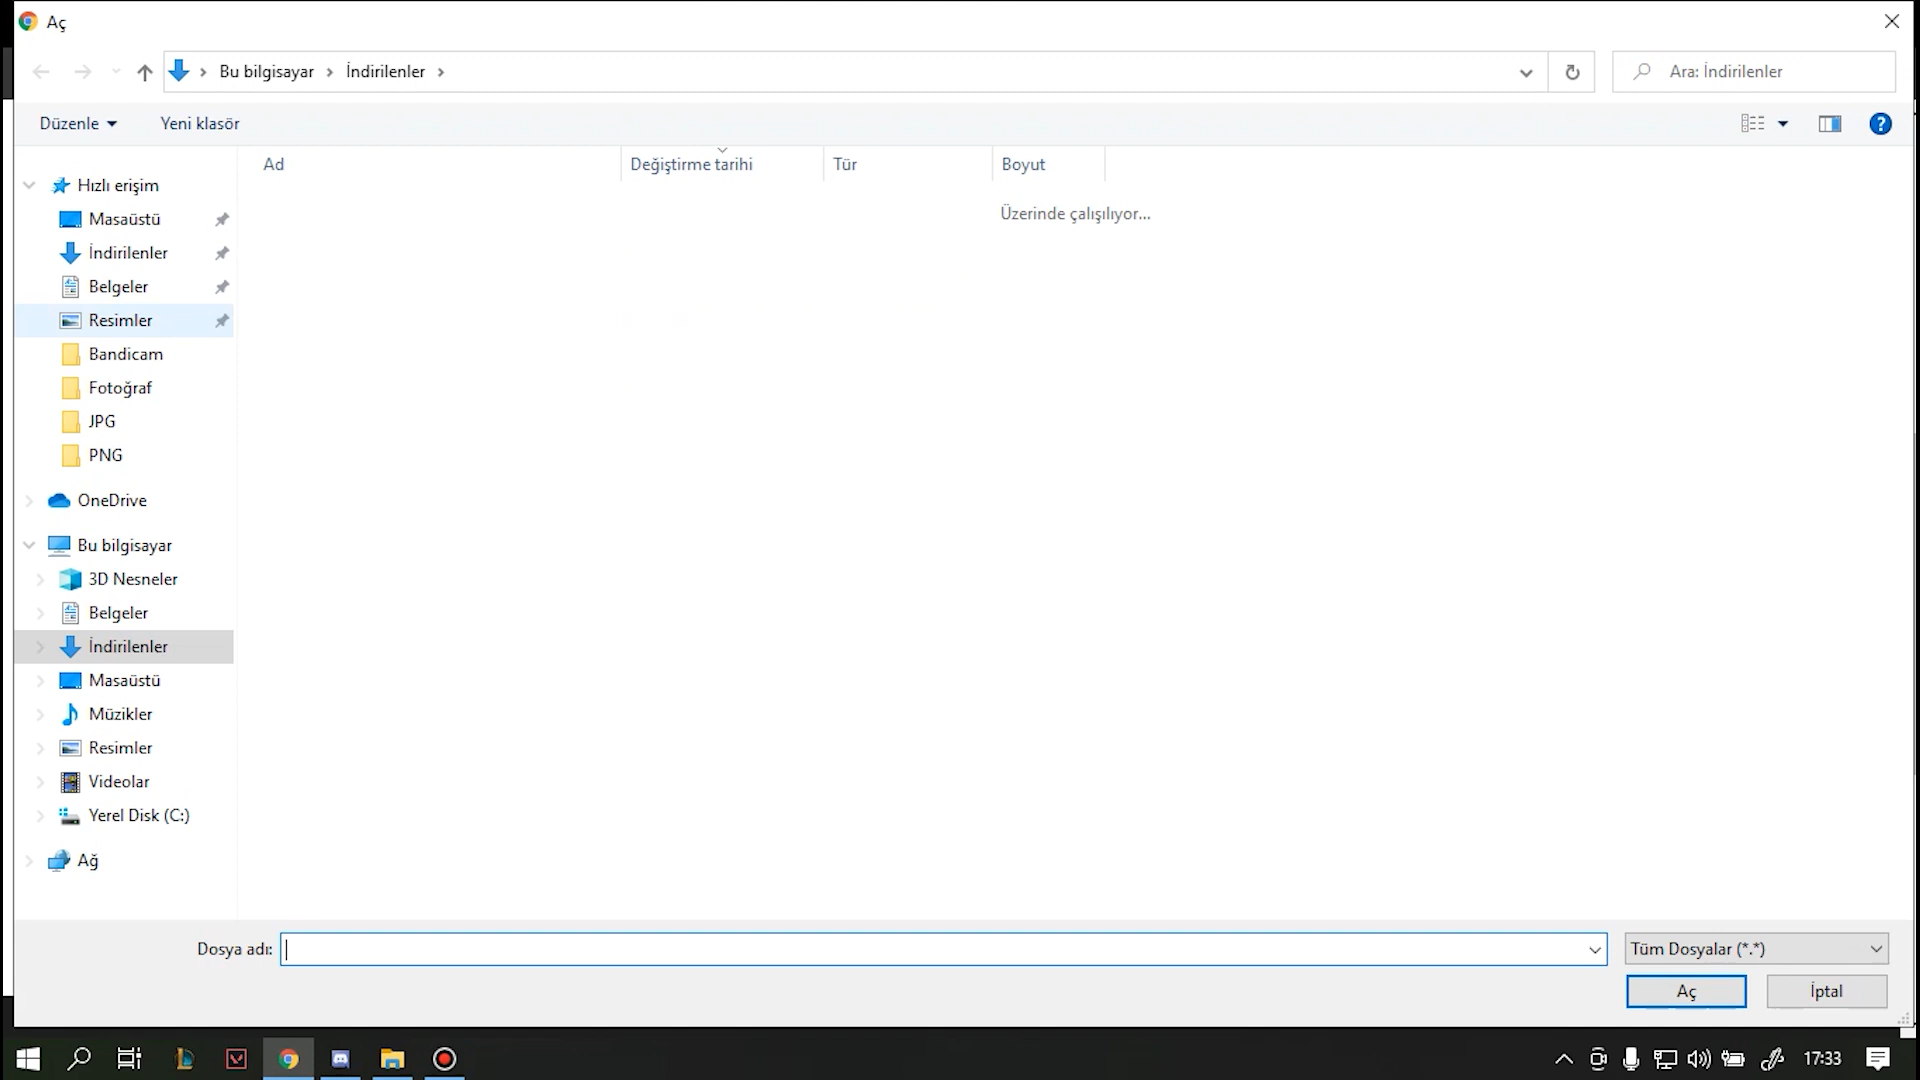 Aç
Bu bilgisayar
İndirilenler
Ara: İndirilenler
Düzenle
Yeni klasör
Ad
Değiştirme tarihi
Tür
Boyut
Üzerinde çalışılıyor...
Hızlı erişim
Masaüstü
İndirilenler
Belgeler
Resimler
Bandicam
Fotoğraf
JPG
PNG
OneDrive
Bu bilgisayar
3D Nesneler
Belgeler
İndirilenler
Masaüstü
Müzikler
Resimler
Videolar
Yerel Disk (C:)
Ağ
Dosya adı:
Tüm Dosyalar (*.*)
Aç
İptal
17:33